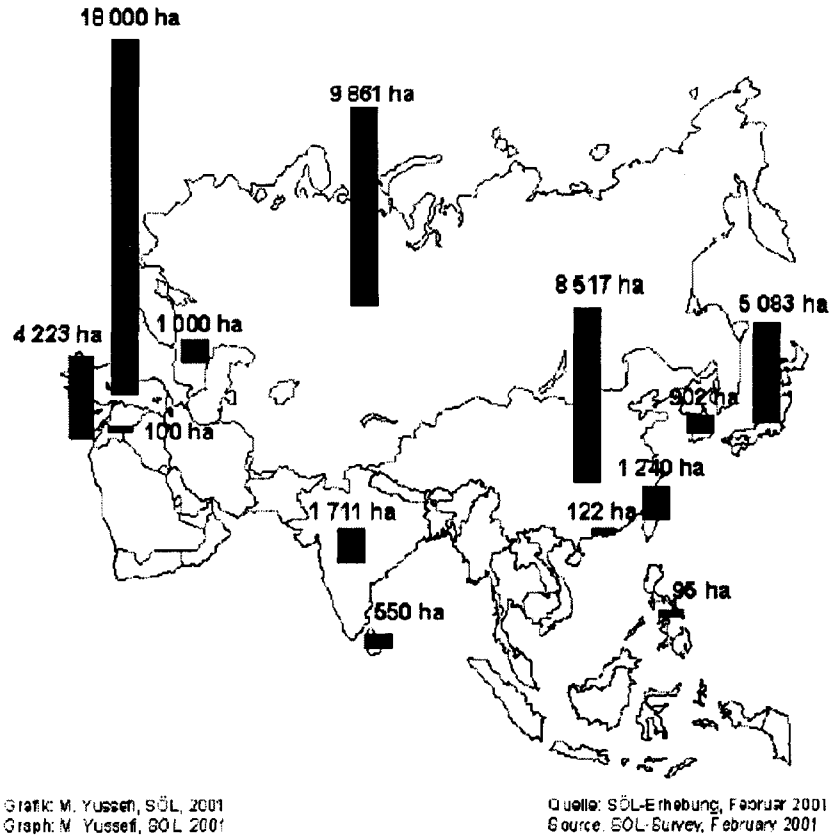 18 000 ha
9 861 ha
8 517 ha
5 083 ha
4 223 ha
1 000 ha
902 ha
100 ha
1 240 ha
1 711 ha
122 ha
95 ha
550 ha
Grafik: M. Yussefi, SÖL, 2001
Graph: M. Yussefi, SÖL 2001
Quelle: SÖL-Erhebung, Februar 2001
Source: SÖL-Survey, February 2001